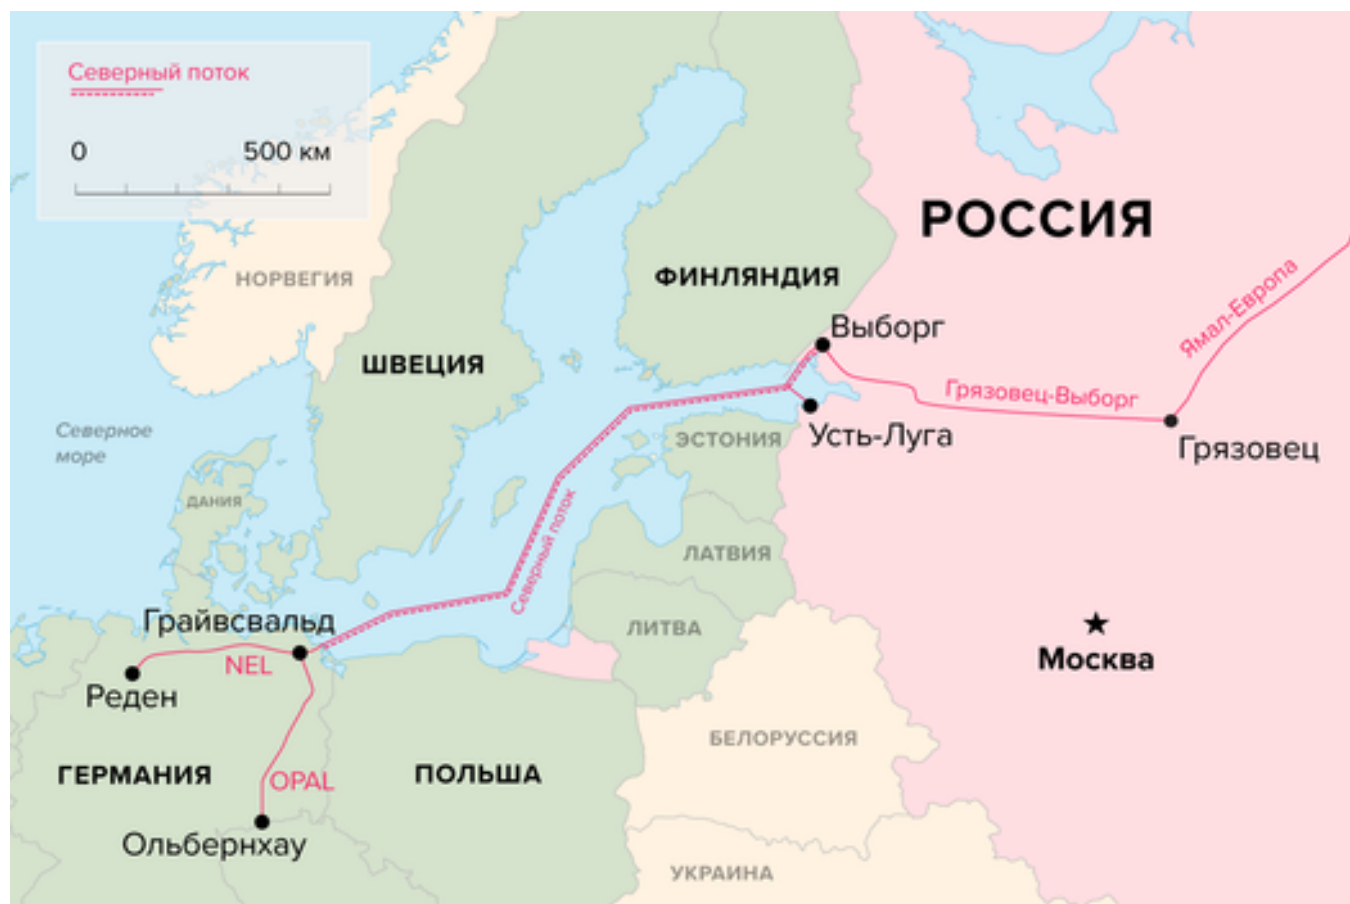 Северный поток
0 500 км
РОССИЯ
НОРВЕГИЯ
ФИНЛЯНДИЯ
Ямал-Европа
Выборг
ШВЕЦИЯ
Грязовец-Выборг
Северное
море
ЭСТОНИЯ
Усть-Луга
Грязовец
ДАНИЯ
Северный поток
ЛАТВИЯ
Грайвсвальд
ЛИТВА
NEL
Москва
Реден
БЕЛОРУССИЯ
ГЕРМАНИЯ
OPAL
ПОЛЬША
Ольбернхау
УКРАИНА